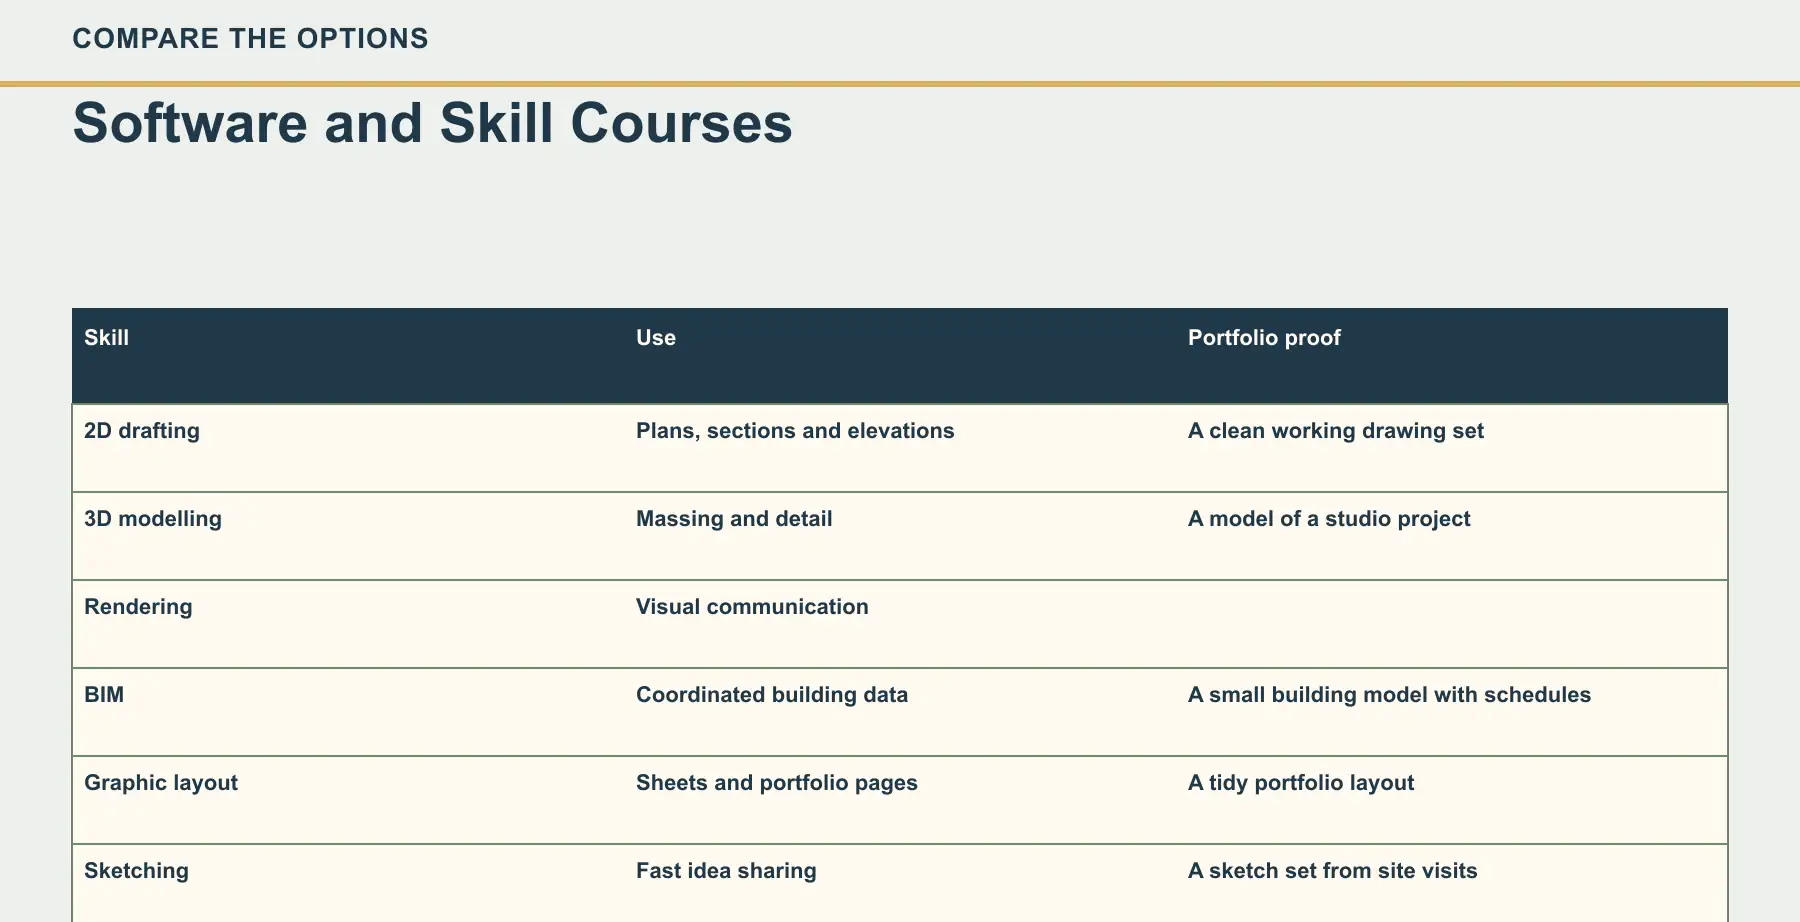 COMPARE THE OPTIONS
Software and Skill Courses
Skill Use Portfolio proof
2D drafting Plans, sections and elevations A clean working drawing set
3D modelling Massing and detail A model of a studio project
Rendering Visual communication
BIM Coordinated building data A small building model with schedules
Graphic layout Sheets and portfolio pages A tidy portfolio layout
Sketching Fast idea sharing A sketch set from site visits